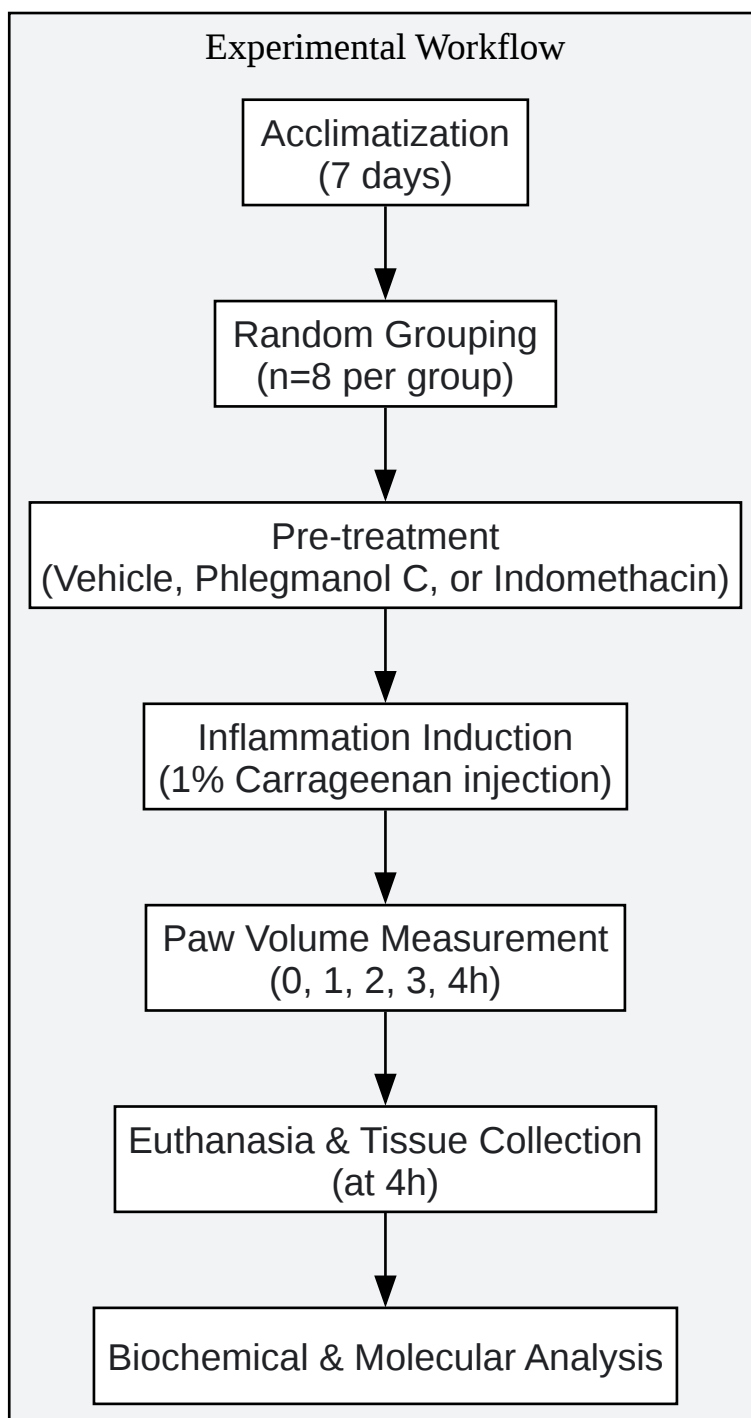 Experimental Workflow
Acclimatization
(7 days)
Random Grouping
(n=8 per group)
Pre-treatment
(Vehicle, Phlegmanol C, or Indomethacin)
Inflammation Induction
(1% Carrageenan injection)
Paw Volume Measurement
(0, 1, 2, 3, 4h)
Euthanasia & Tissue Collection
(at 4h)
Biochemical & Molecular Analysis